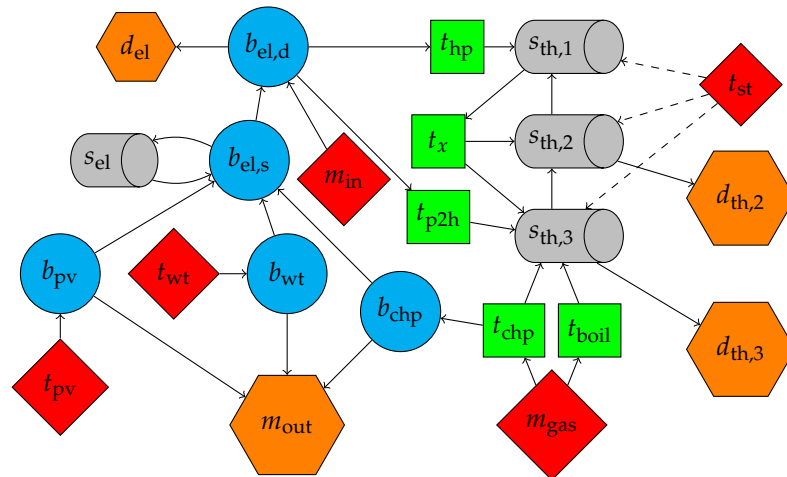 d_el
b_el,d
t_hp
s_th,1
t_st
s_el
b_el,s
m_in
t_x
s_th,2
t_p2h
s_th,3
d_th,2
b_pv
t_wt
b_wt
b_chp
t_chp
t_boil
d_th,3
t_pv
m_out
m_gas